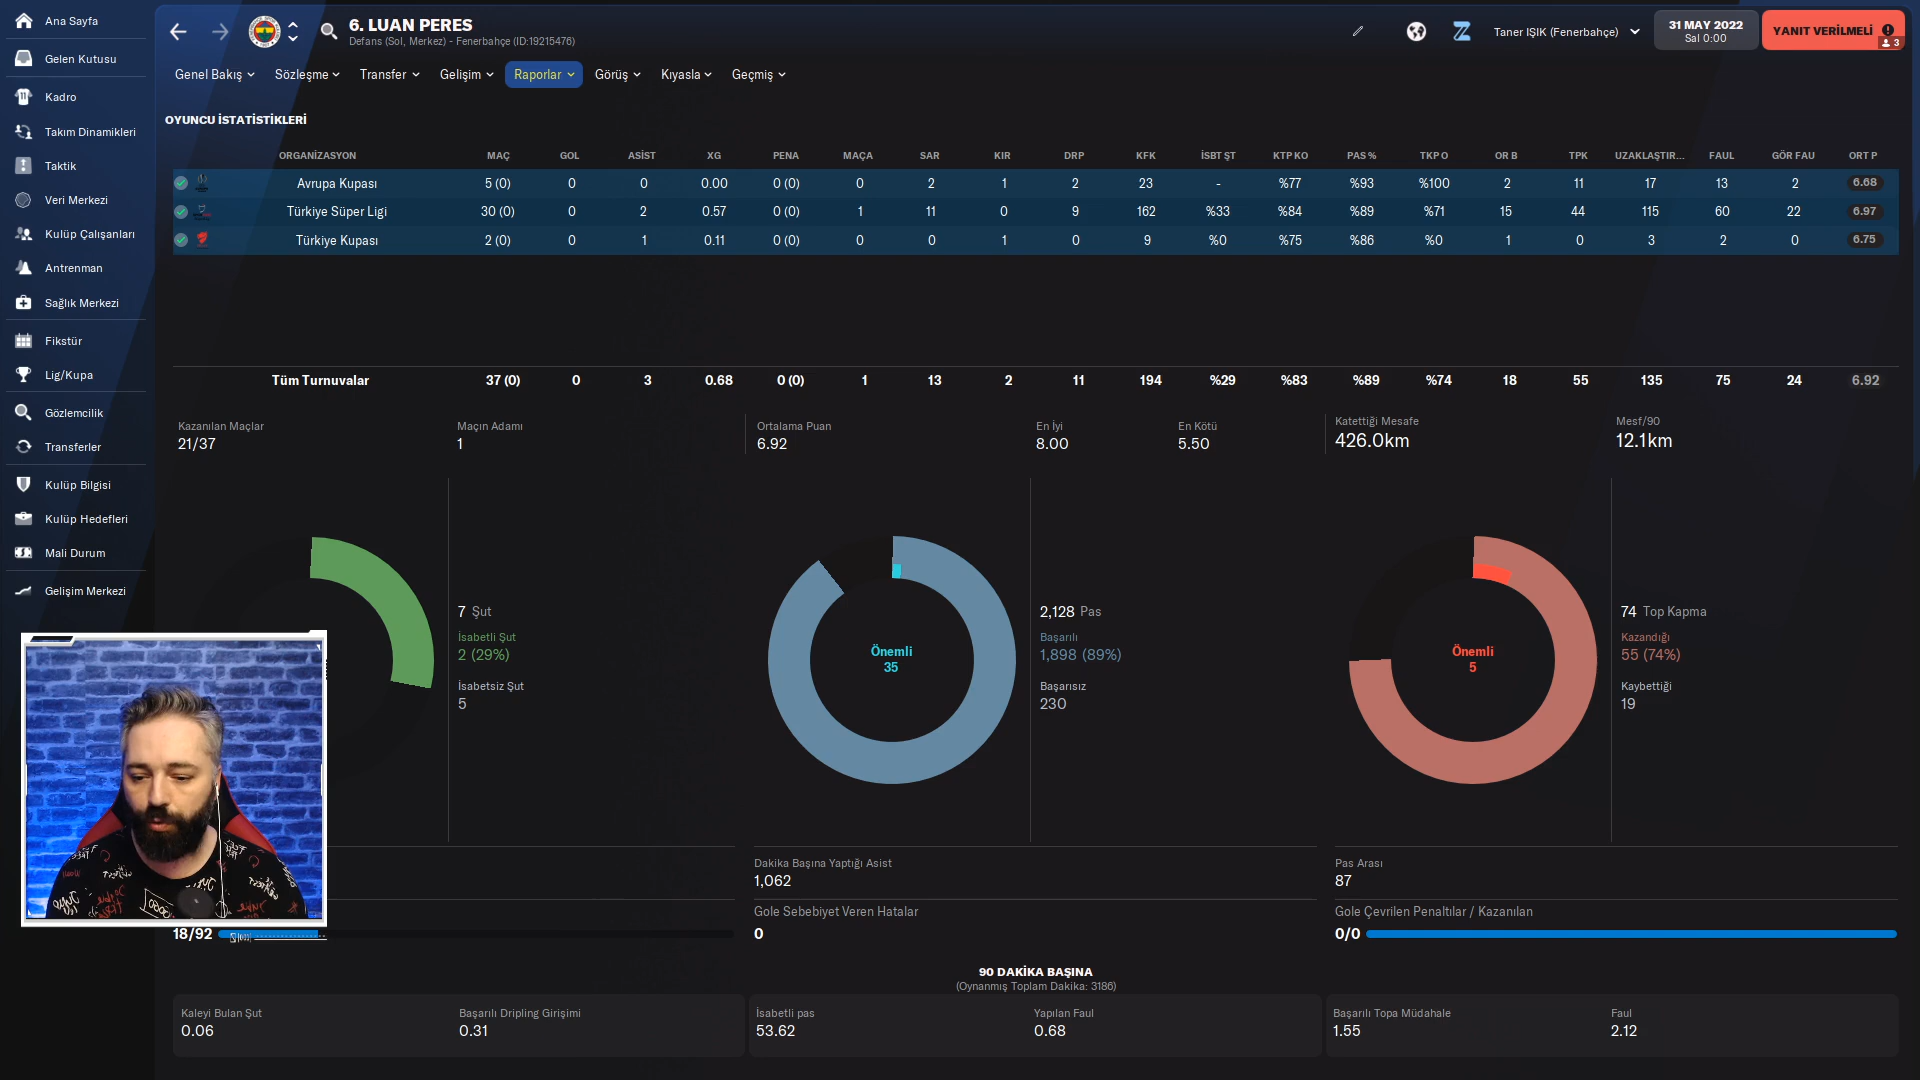 Ana Sayfa
Gelen Kutusu
Kadro
Takım Dinamikleri
Taktik
Veri Merkezi
Kulüp Çalışanları
Antrenman
Sağlık Merkezi
Fikstür
Lig/Kupa
Gözlemcilik
Transferler
Kulüp Bilgisi
Kulüp Hedefleri
Mali Durum
Gelişim Merkezi
6. LUAN PERES
Defans (Sol, Merkez) - Fenerbahçe (ID:19215476)
Taner IŞIK (Fenerbahçe)
31 MAY 2022
Sal 0:00
YANIT VERİLMELİ
3
Genel Bakış Sözleşme Transfer Gelişim Raporlar Görüş Kıyasla Geçmiş
OYUNCU İSTATİSTİKLERİ
ORGANİZASYON MAÇ GOL ASİST XG PENA MAÇA SAR KIR DRP KFK İSBT ŞT KTP KO PAS % TKP O OR B TPK UZAKLAŞTIR... FAUL GÖR FAU ORT P
Avrupa Kupası 5 (0) 0 0 0.00 0 (0) 0 2 1 2 23 - %77 %93 %100 2 11 17 13 2 6.68
Türkiye Süper Ligi 30 (0) 0 2 0.57 0 (0) 1 11 0 9 162 %33 %84 %89 %71 15 44 115 60 22 6.97
Türkiye Kupası 2 (0) 0 1 0.11 0 (0) 0 0 1 0 9 %0 %75 %86 %0 1 0 3 2 0 6.75
Tüm Turnuvalar 37 (0) 0 3 0.68 0 (0) 1 13 2 11 194 %29 %83 %89 %74 18 55 135 75 24 6.92
Kazanılan Maçlar
21/37
Maçın Adamı
1
Ortalama Puan
6.92
En İyi
8.00
En Kötü
5.50
Katettiği Mesafe
426.0km
Mesf/90
12.1km
7 Şut
İsabetli Şut
2 (29%)
İsabetsiz Şut
5
Önemli
35
2,128 Pas
Başarılı
1,898 (89%)
Başarısız
230
Önemli
5
74 Top Kapma
Kazandığı
55 (74%)
Kaybettiği
19
Dakika Başına Yaptığı Asist
1,062
Pas Arası
87
18/92
Gole Sebebiyet Veren Hatalar
0
Gole Çevrilen Penaltılar / Kazanılan
0/0
90 DAKİKA BAŞINA
(Oynanmış Toplam Dakika: 3186)
Kaleyi Bulan Şut
0.06
Başarılı Dripling Girişimi
0.31
İsabetli pas
53.62
Yapılan Faul
0.68
Başarılı Topa Müdahale
1.55
Faul
2.12